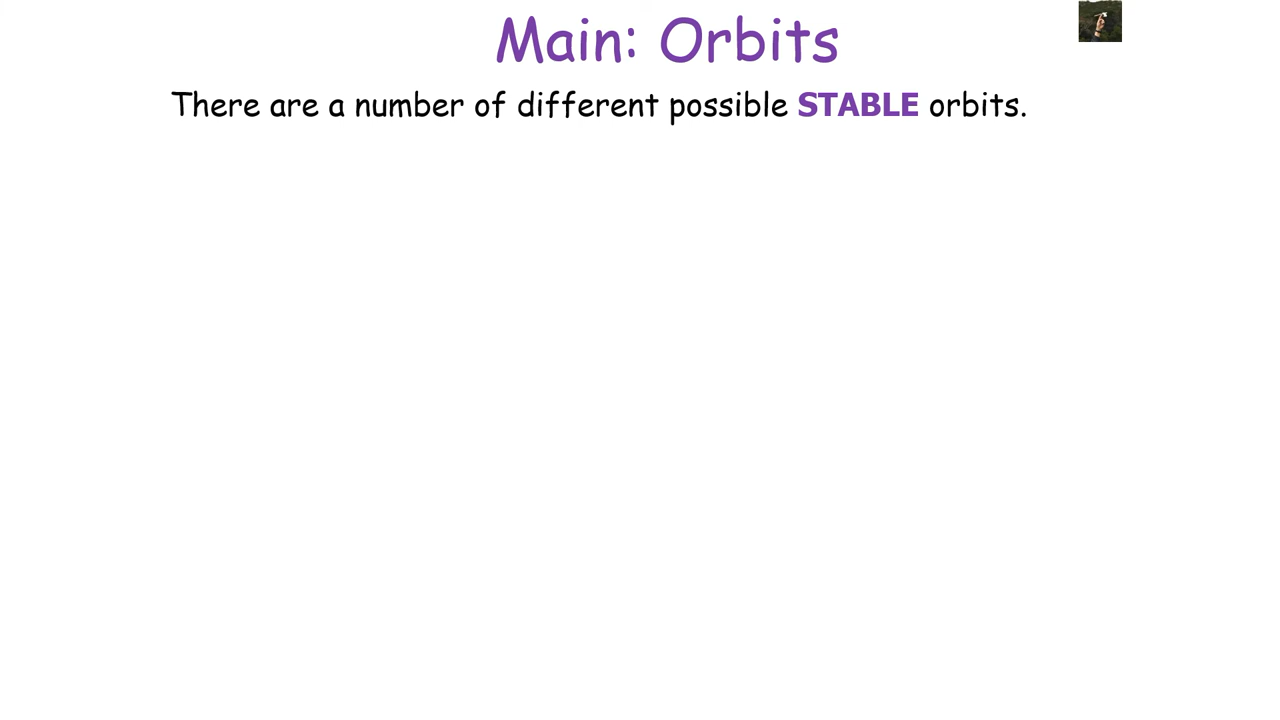 Main: Orbits
There are a number of different possible STABLE orbits.